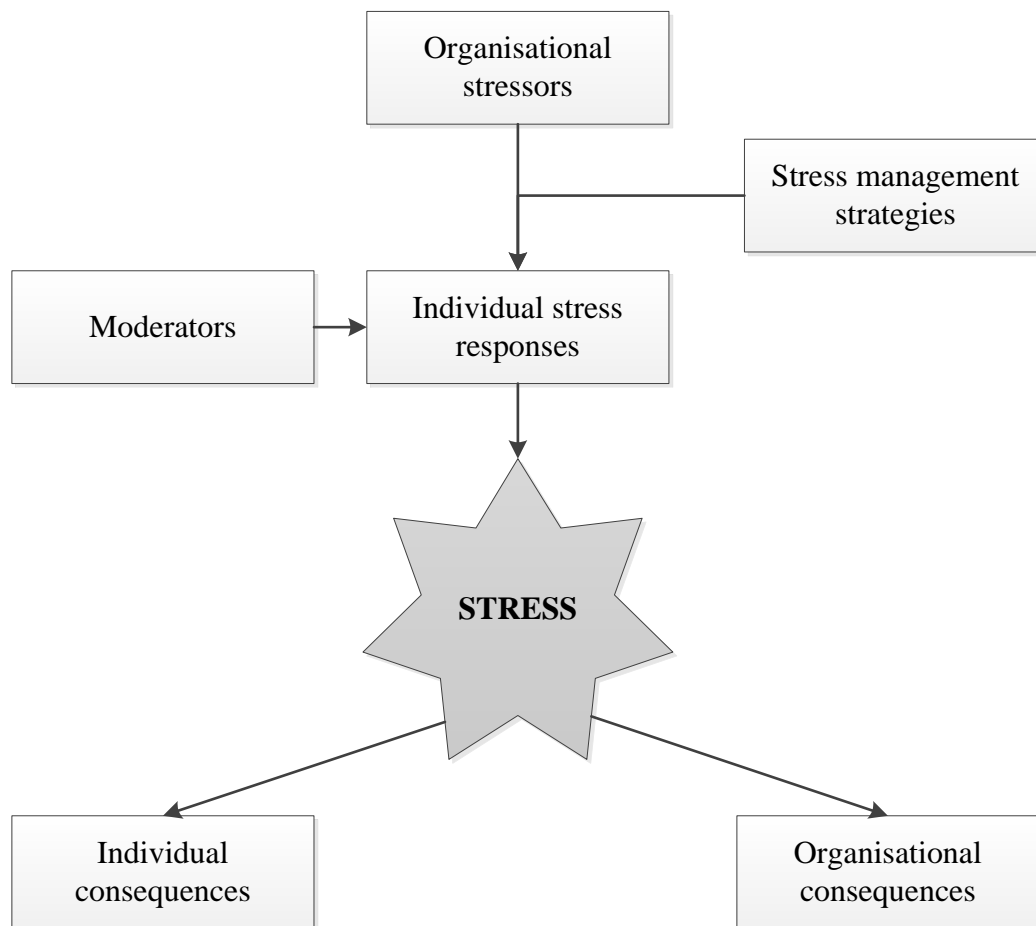 Organisational
stressors
Stress management
strategies
Moderators
Individual stress
responses
STRESS
Individual
consequences
Organisational
consequences